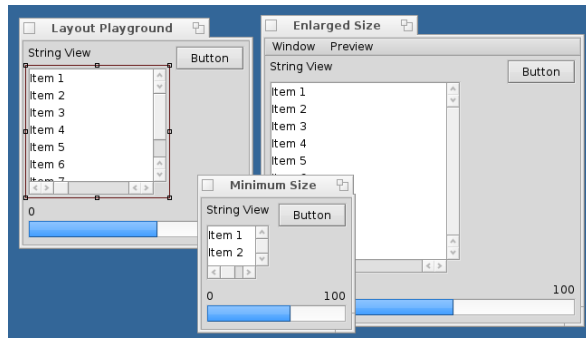 Layout Playground
String View
Button
Item 1
Item 2
Item 3
Item 4
Item 5
Item 6
Item 7
0
Enlarged Size
Window Preview
String View
Button
Item 1
Item 2
Item 3
Item 4
Item 5
100
Minimum Size
String View
Button
Item 1
Item 2
0 100